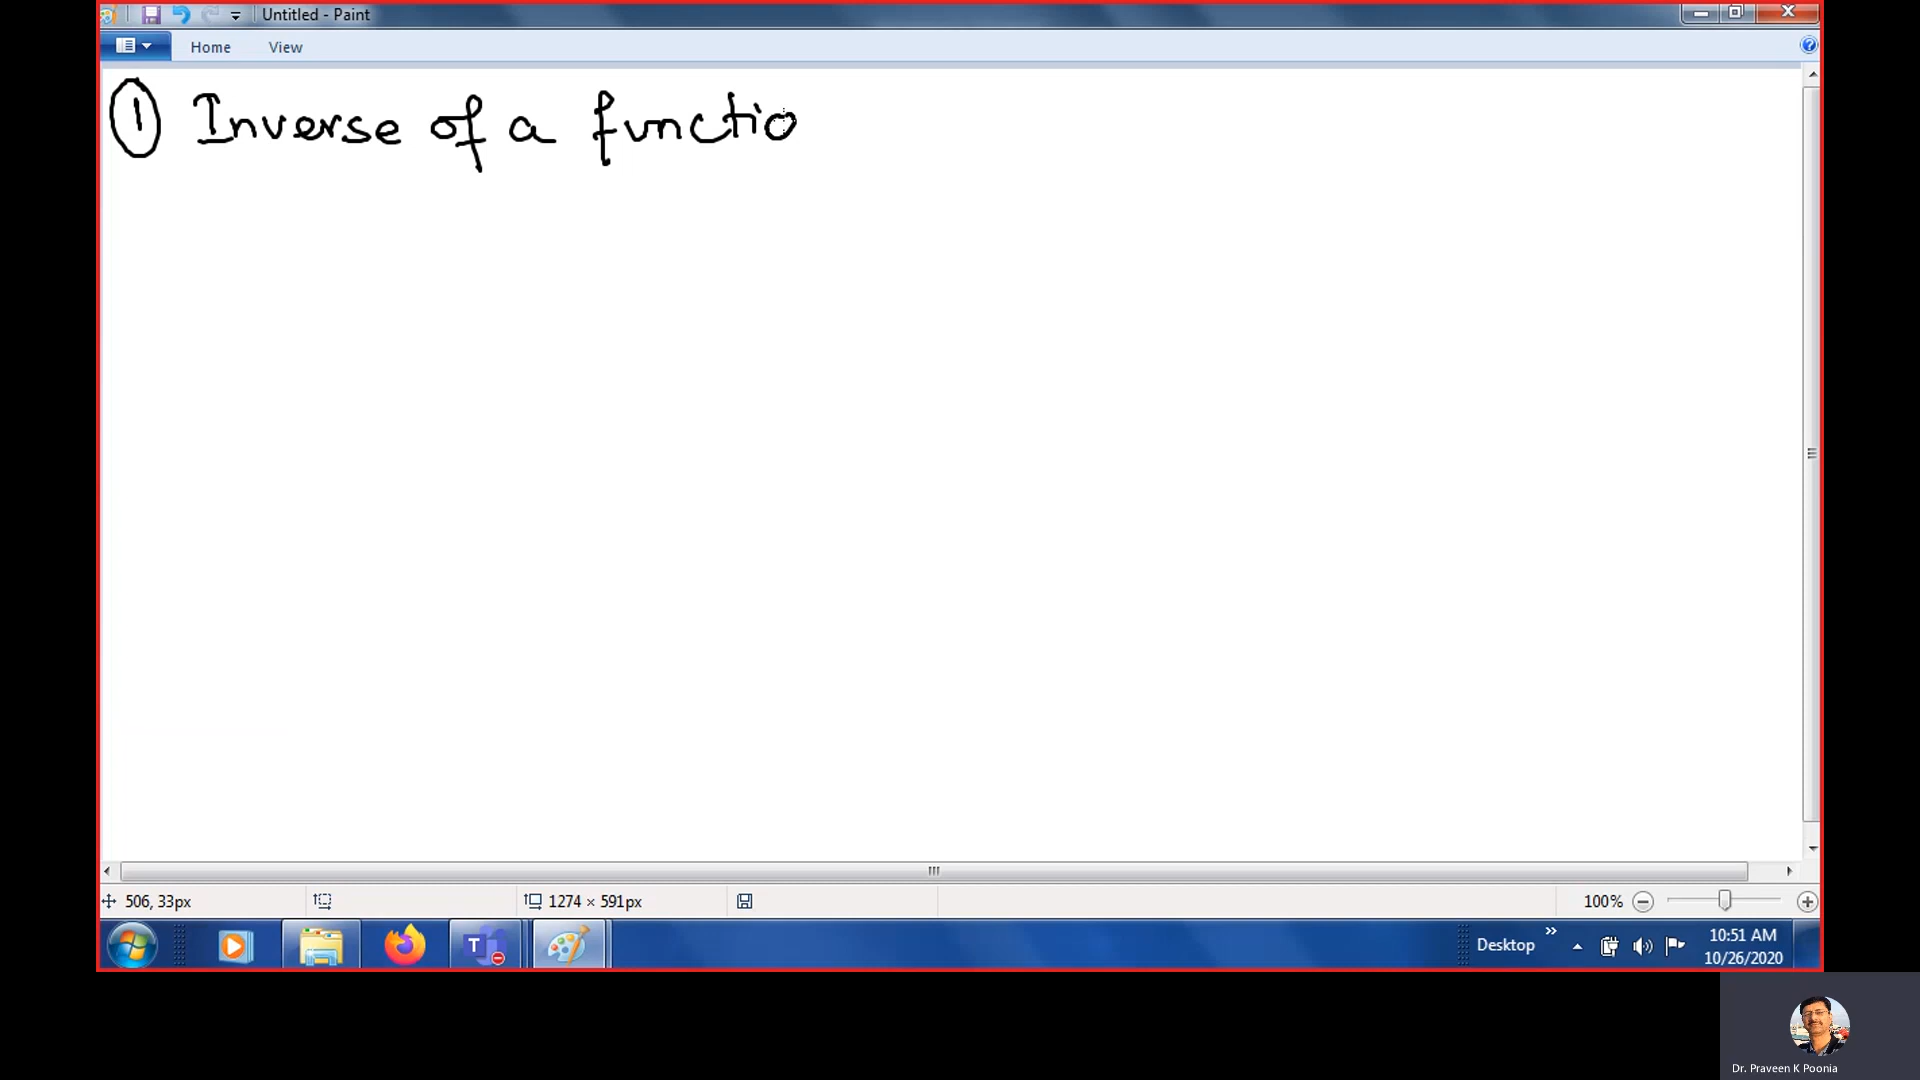 Untitled - Paint
Home View
① Inverse of a functio
506, 33px 1274 × 591px 100%
T Desktop » 10:51 AM
10/26/2020
Dr. Praveen K Poonia